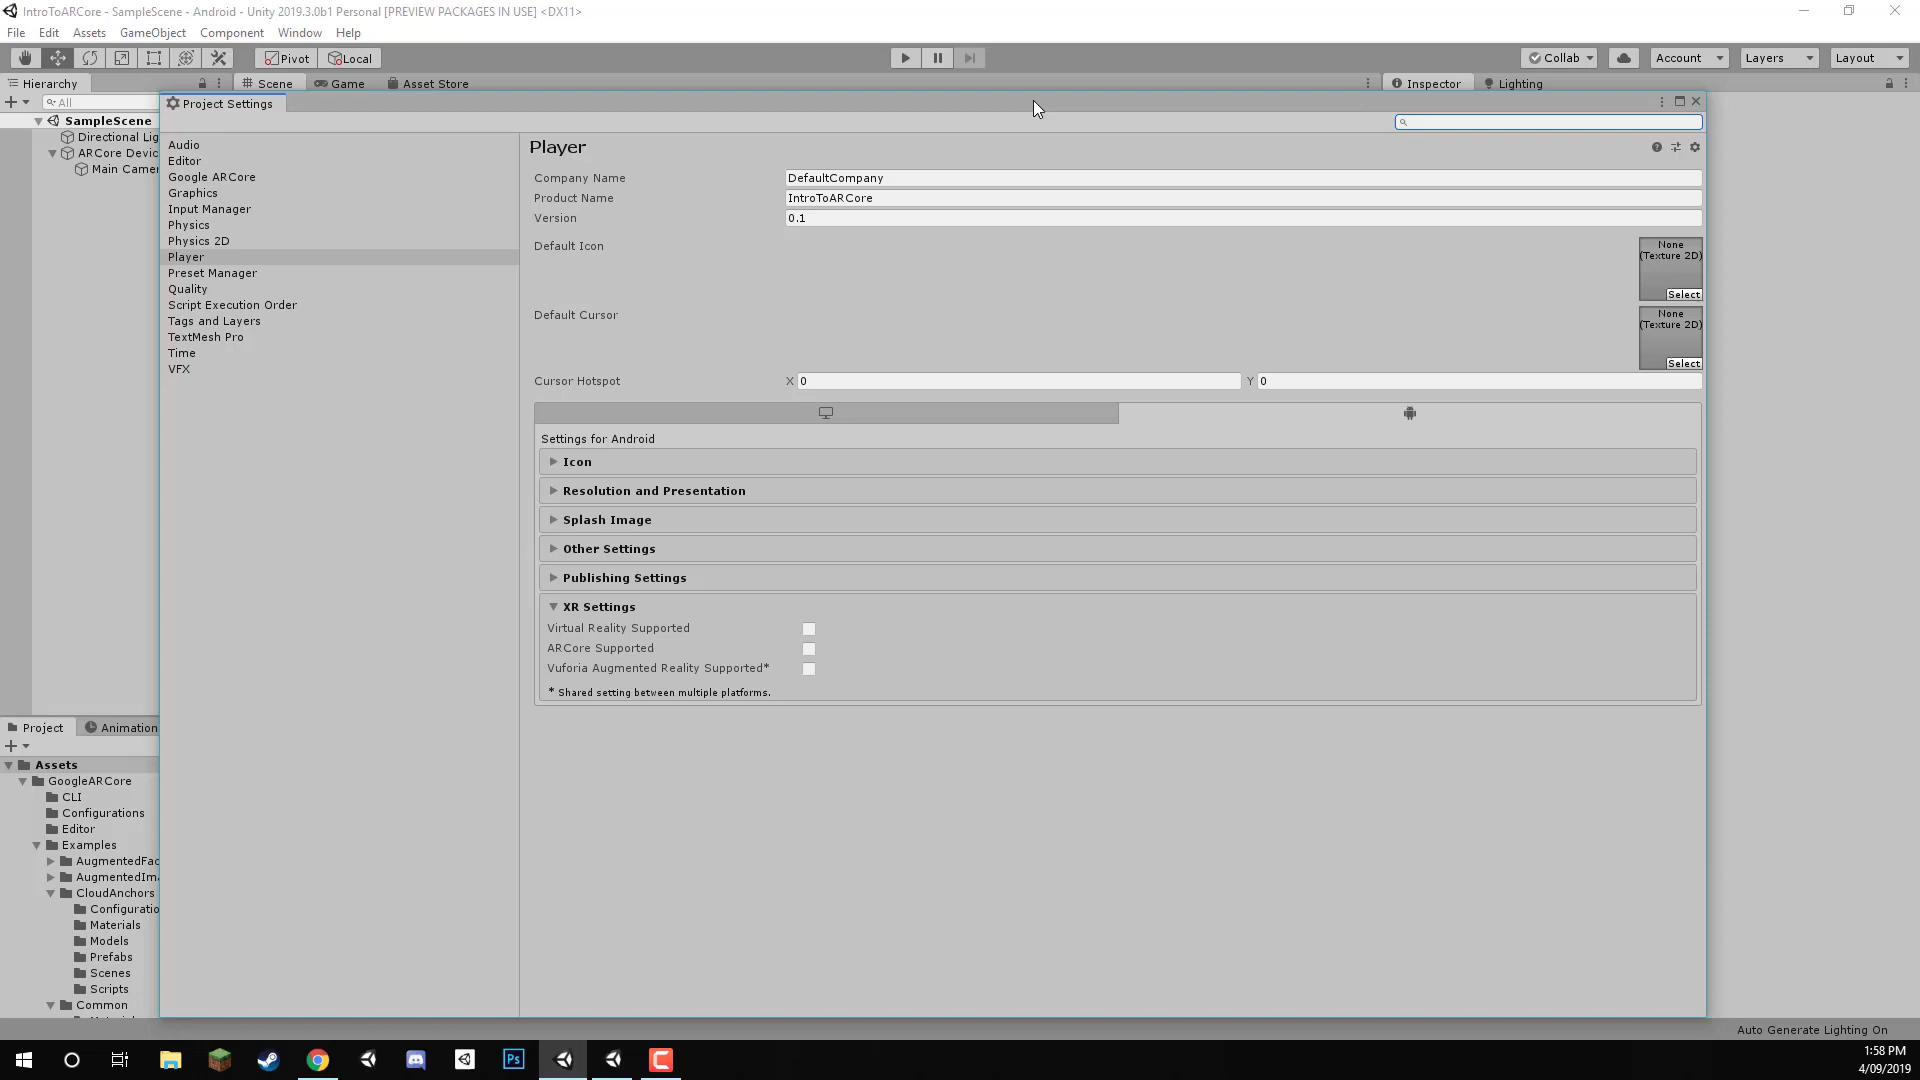 IntroToARCore - SampleScene - Android - Unity 2019.3.0b1 Personal [PREVIEW PACKAGES IN USE] <DX11>
File Edit Assets GameObject Component Window Help
Pivot Local Collab Account Layers Layout
Hierarchy Scene Game Asset Store Inspector Lighting
All
Project Settings
SampleScene
Directional Lig
ARCore Devic
Main Camer
Audio
Editor
Google ARCore
Graphics
Input Manager
Physics
Physics 2D
Player
Preset Manager
Quality
Script Execution Order
Tags and Layers
TextMesh Pro
Time
VFX
Player
Company Name DefaultCompany
Product Name IntroToARCore
Version 0.1
Default Icon
None
(Texture 2D)
Select
Default Cursor
None
(Texture 2D)
Select
Cursor Hotspot X 0 Y 0
Settings for Android
Icon
Resolution and Presentation
Splash Image
Other Settings
Publishing Settings
XR Settings
Virtual Reality Supported
ARCore Supported
Vuforia Augmented Reality Supported*
* Shared setting between multiple platforms.
Project Animation
Assets
GoogleARCore
CLI
Configurations
Editor
Examples
AugmentedFac
AugmentedIm
CloudAnchors
Configuratio
Materials
Models
Prefabs
Scenes
Scripts
Common
Auto Generate Lighting On
Ps
1:58 PM
4/09/2019